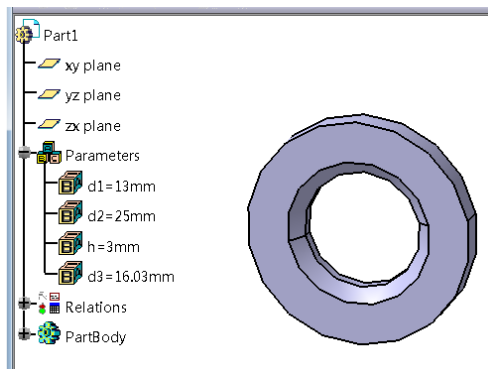 Part1
xy plane
yz plane
zx plane
Parameters
d1=13mm
d2=25mm
h=3mm
d3=16.03mm
Relations
PartBody